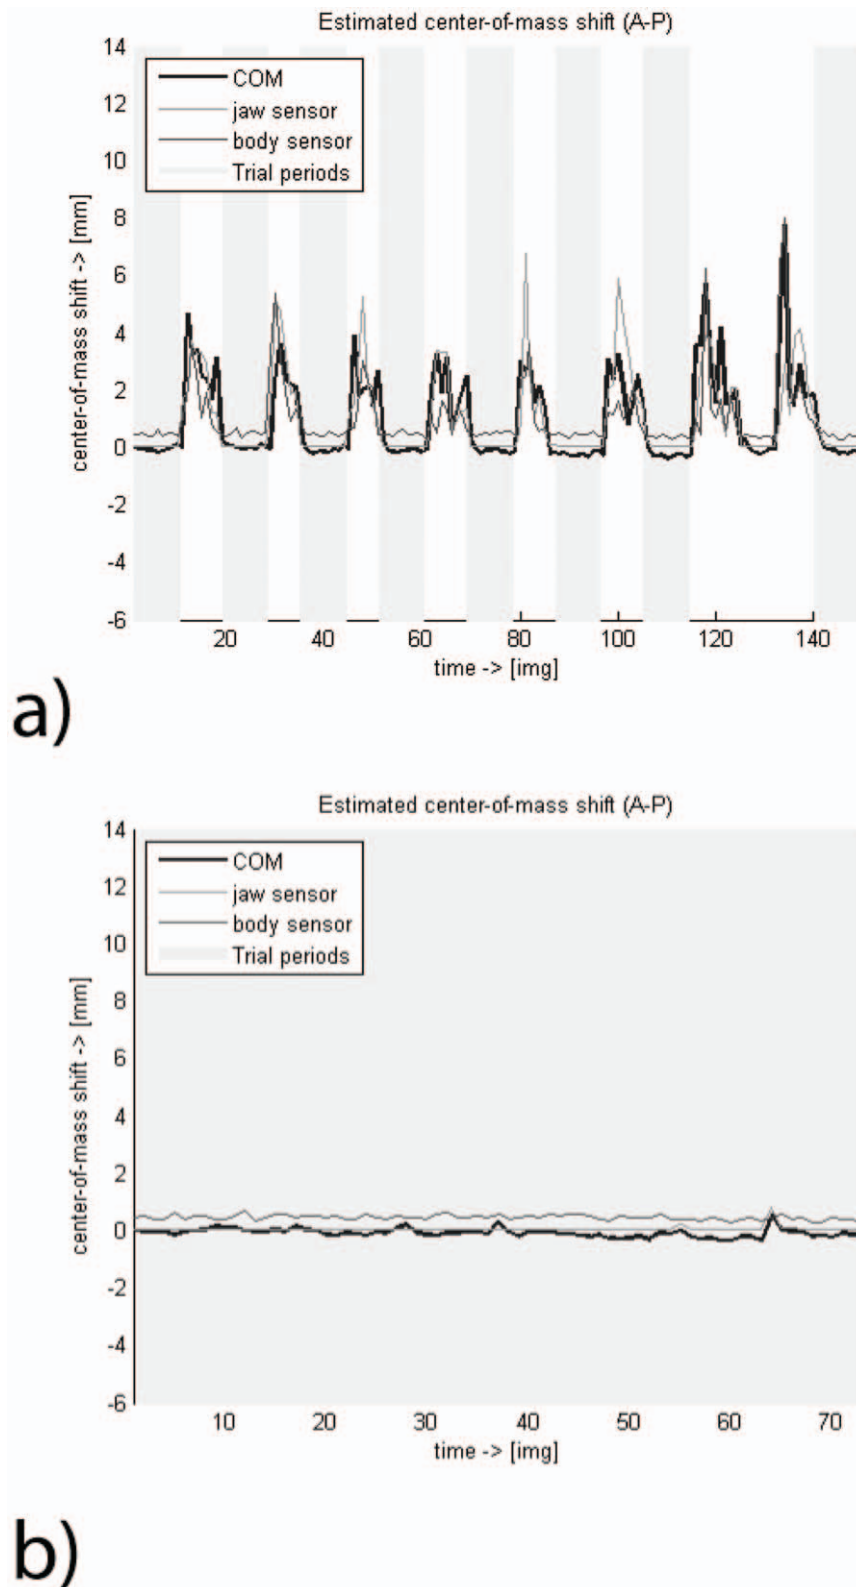 Estimated center-of-mass shift (A-P)
14
12
10
8
6
4
2
0
-2
-4
-6
center-of-mass shift -> [mm]
COM
jaw sensor
body sensor
Trial periods
20 40 60 80 100 120 140
time -> [img]
a)
Estimated center-of-mass shift (A-P)
14
12
10
8
6
4
2
0
-2
-4
-6
center-of-mass shift -> [mm]
COM
jaw sensor
body sensor
Trial periods
10 20 30 40 50 60 70
time -> [img]
b)